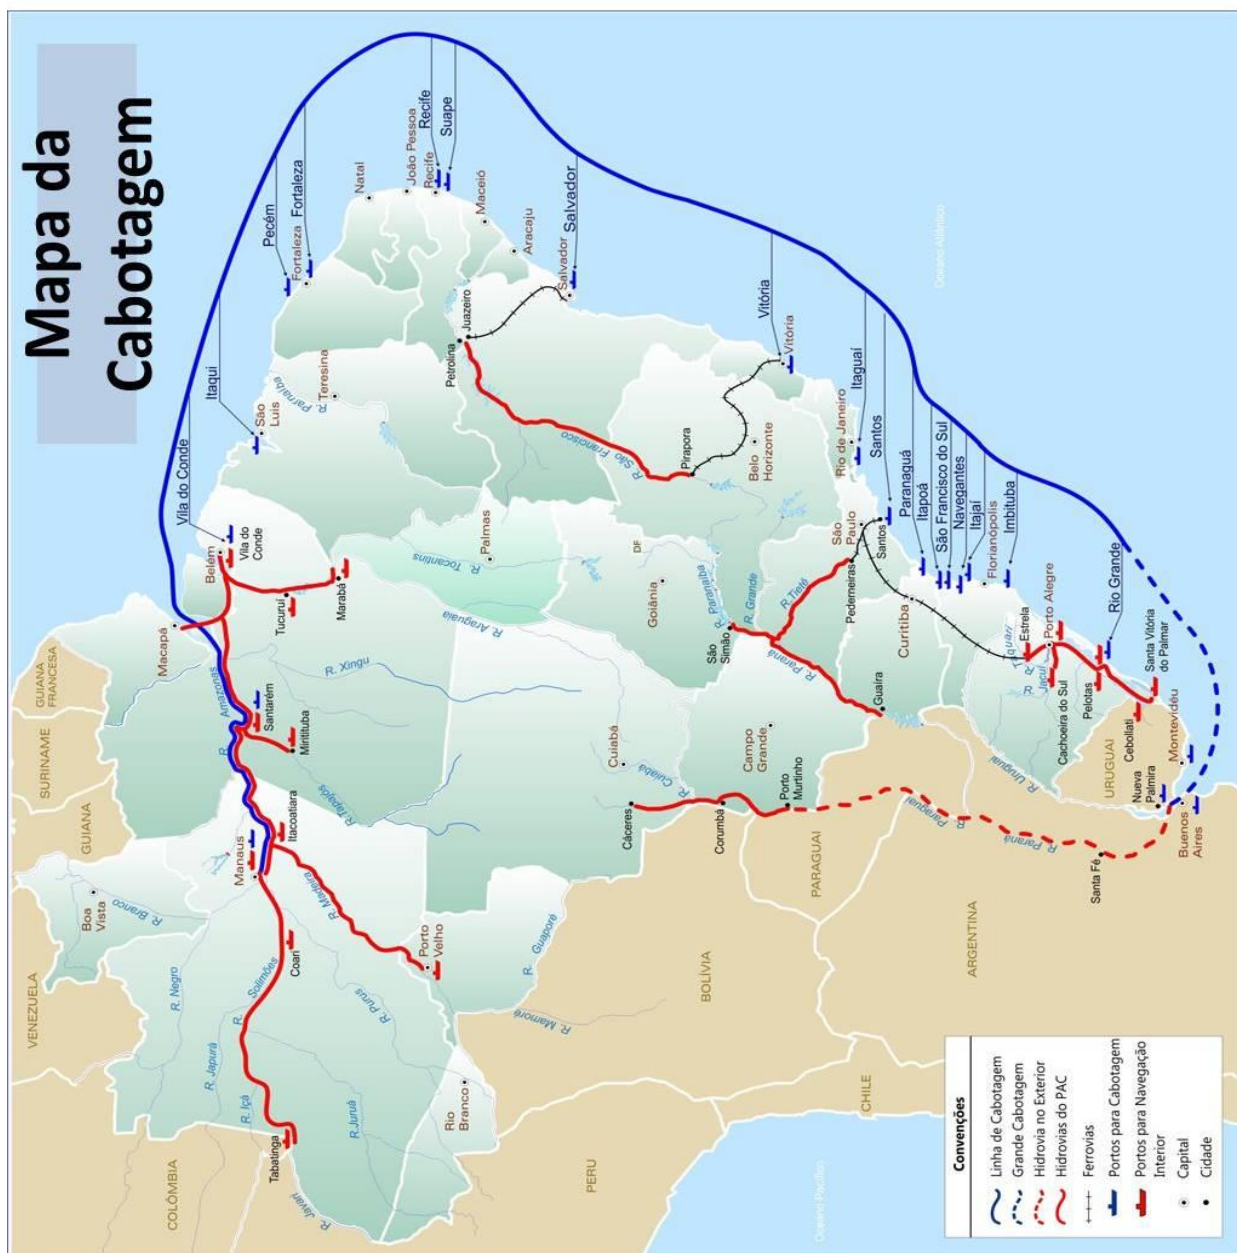 Mapa da
Cabotagem
Pecém
Fortaleza
Fortaleza
Natal
João Pessoa
Recife
Recife
Suape
Maceió
Aracaju
Salvador
Salvador
Itaqui
São
Luis
R. Parnaíba
Teresina
Petrolina
Juazeiro
R. São Francisco
Pirapora
Belo
Horizonte
Vitória
Vitória
Rio de Janeiro
Itaguaí
Santos
Santos
São
Paulo
Paranaguá
Itapoá
São Francisco do Sul
Navegantes
Itajaí
Florianópolis
Imbituba
Rio Grande
Oceano Atlântico
Vila do Conde
Belém
Vila do
Conde
Tucuruí
Marabá
Macapá
R. Tocantins
Palmas
R. Araguaia
R. Xingu
DF
Goiânia
R. Paranaíba
R. Grande
São
Simão
R. Tietê
Pederneiras
R. Paraná
Guaíra
Curitiba
Estrela
R. Taquari
Porto Alegre
R. Jacuí
Cachoeira do Sul
Pelotas
Santa Vitória
do Palmar
Cebollati
R. Uruguai
URUGUAI
Montevidéu
Nueva
Palmira
Buenos
Aires
Santa Fé
R. Paraná
R. Paraguai
ARGENTINA
PARAGUAI
Porto
Murtinho
Campo
Grande
Corumbá
Cáceres
R. Cuiabá
Cuiabá
GUIANA
FRANCESA
SURINAME
GUIANA
VENEZUELA
R. Amazonas
Santarém
Miritituba
R. Tapajós
Itacoatiara
Manaus
R. Madeira
Porto
Velho
R. Guaporé
R. Mamoré
BOLÍVIA
Boa
Vista
R. Branco
R. Negro
R. Solimões
Coari
R. Purus
R. Japurá
R. Içá
R. Juruá
Rio
Branco
Tabatinga
R. Javari
COLÔMBIA
PERU
CHILE
Oceano Pacífico
Convenções
Linha de Cabotagem
Grande Cabotagem
Hidrovia no Exterior
Hidrovias do PAC
Ferrovias
Portos para Cabotagem
Portos para Navegação
Interior
Capital
Cidade